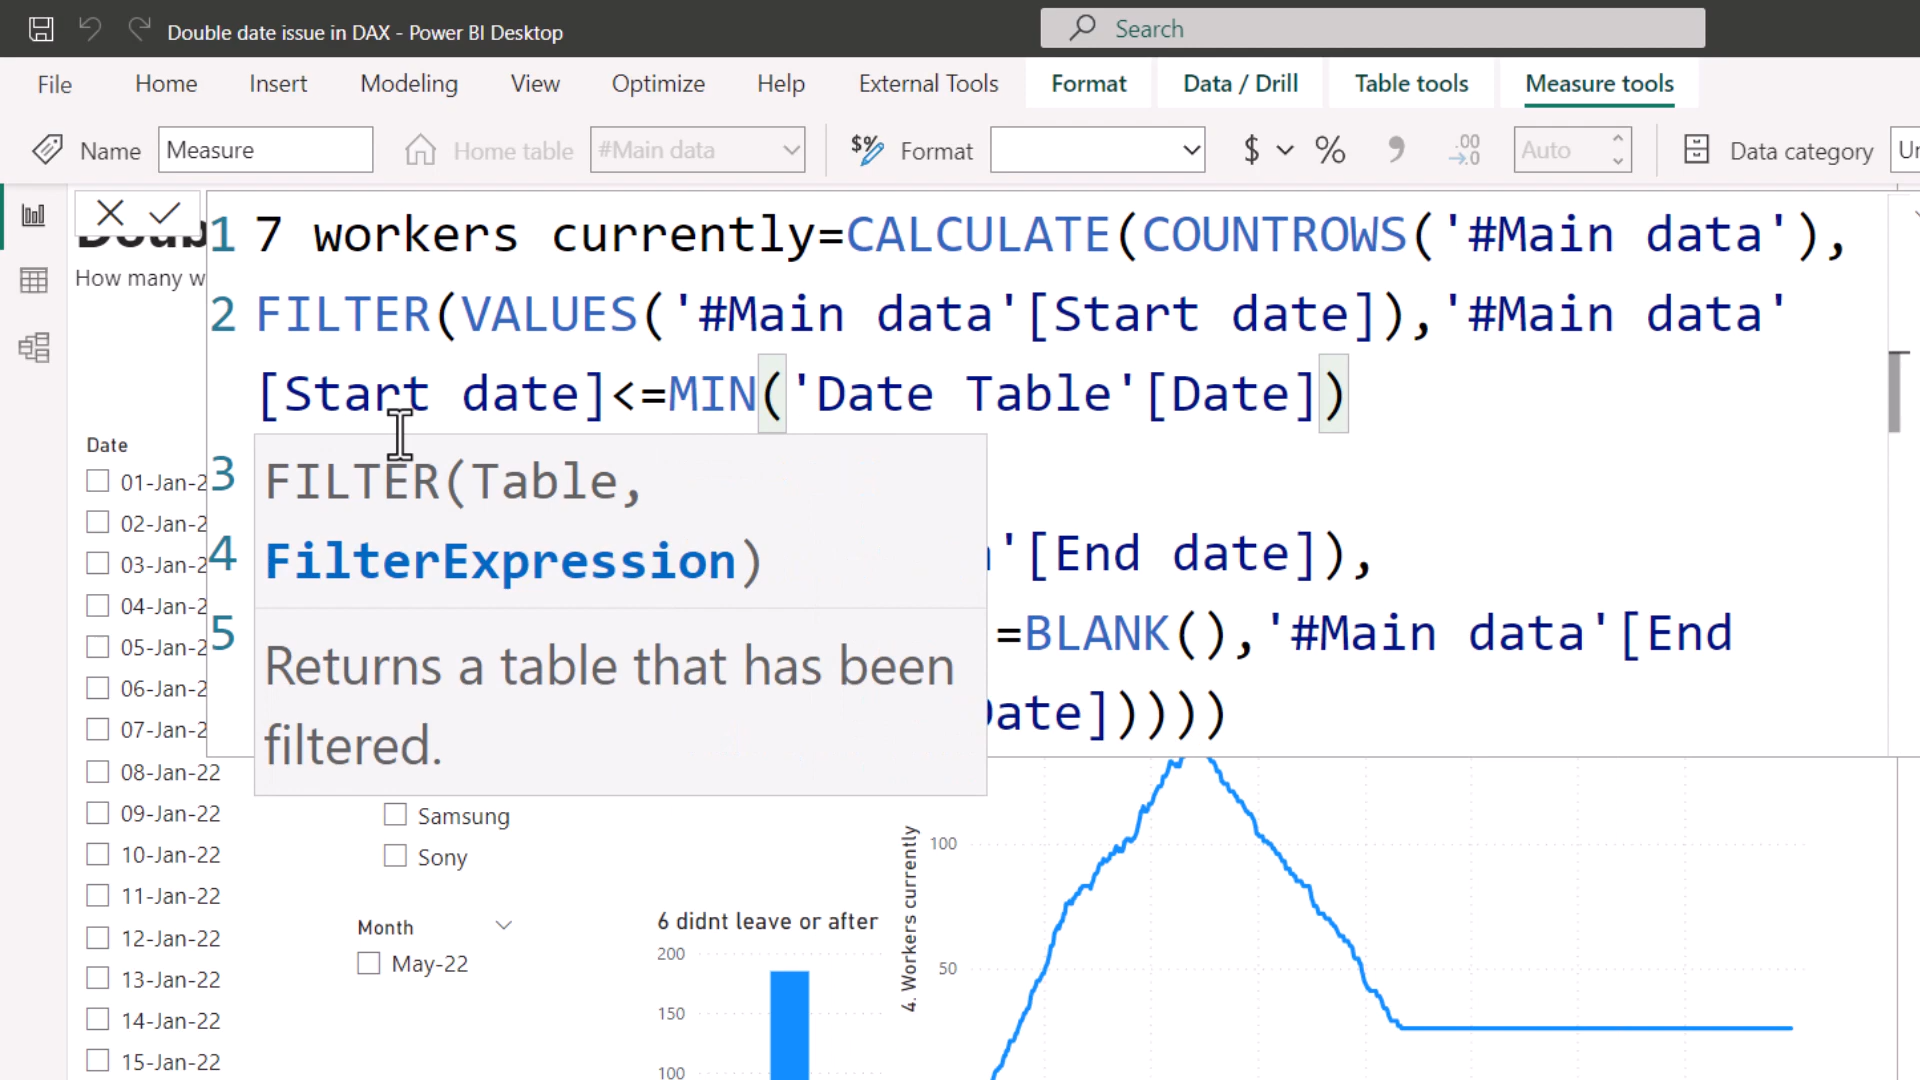 Double date issue in DAX - Power BI Desktop
Search
File Home Insert Modeling View Optimize Help External Tools Format Data / Drill Table tools Measure tools
Name Measure Home table #Main data Format $ % .00 Auto Data category
1 7 workers currently=CALCULATE(COUNTROWS('#Main data'),
2 FILTER(VALUES('#Main data'[Start date]),'#Main data'
[Start date]<=MIN('Date Table'[Date])
3
4 '[End date]),
5 =BLANK(),'#Main data'[End
Date]))))
FILTER(Table,
FilterExpression)
Returns a table that has been
filtered.
How many
Date
01-Jan-2
02-Jan-2
03-Jan-2
04-Jan-2
05-Jan-2
06-Jan-2
07-Jan-2
08-Jan-22
09-Jan-22
10-Jan-22
11-Jan-22
12-Jan-22
13-Jan-22
14-Jan-22
15-Jan-22
Samsung
Sony
Month
May-22
6 didnt leave or after
200
150
100
4. Workers currently
100
50